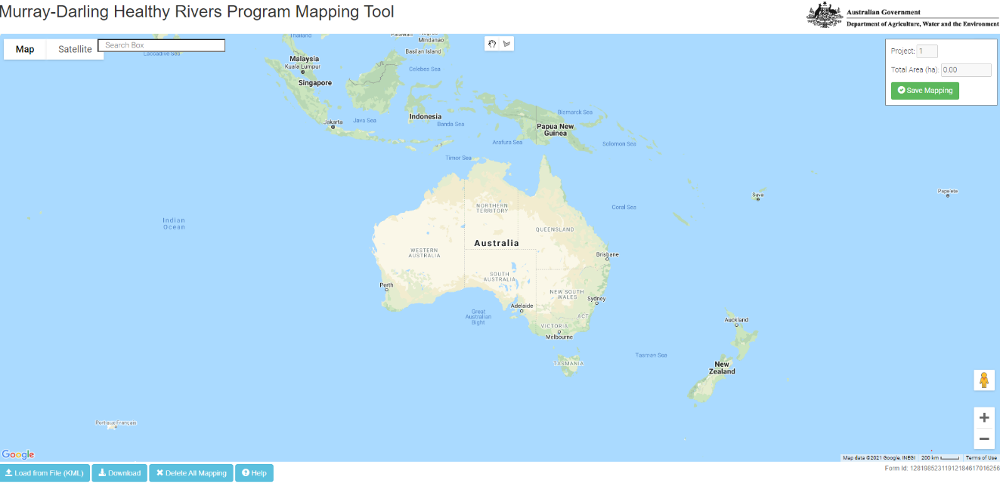 Murray-Darling Healthy Rivers Program Mapping Tool
Australian Government
Department of Agriculture, Water and the Environment
Map
Satellite
Search Box
Project: 1
Total Area (ha): 0.00
Save Mapping
Thailand
Laccadive Sea
Palawan
Mindanao
Basilan Island
Malaysia
Kuala Lumpur
Singapore
Celebes Sea
Indonesia
Jakarta
Java Sea
Banda Sea
Bismarck Sea
Papua New
Guinea
Arafura Sea
Solomon Sea
Timor Sea
Suva
Papeete
Coral Sea
NORTHERN
TERRITORY
Indian
Ocean
QUEENSLAND
Australia
WESTERN
AUSTRALIA
Brisbane
SOUTH
AUSTRALIA
Perth
NEW SOUTH
WALES
Sydney
Adelaide
Great
Australian
Bight
ACT
VICTORIA
Melbourne
Auckland
Tasman Sea
TASMANIA
New
Zealand
Port-aux-Français
Google
Map data ©2021 Google, INEGI
200 km
Terms of Use
Load from File (KML)
Download
Delete All Mapping
Help
Form Id: 12819852311912184617016256